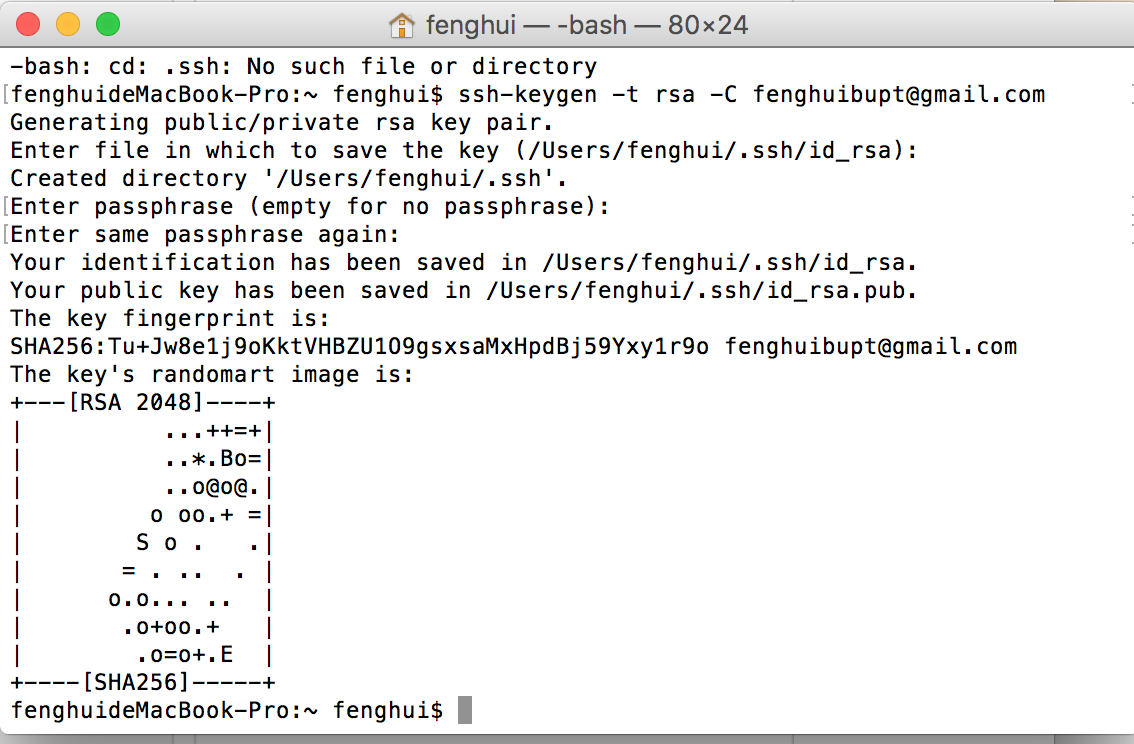 fenghui — -bash — 80×24
-bash: cd: .ssh: No such file or directory
[fenghuideMacBook-Pro:~ fenghui$ ssh-keygen -t rsa -C fenghuibupt@gmail.com
Generating public/private rsa key pair.
Enter file in which to save the key (/Users/fenghui/.ssh/id_rsa):
Created directory '/Users/fenghui/.ssh'.
[Enter passphrase (empty for no passphrase):
[Enter same passphrase again:
Your identification has been saved in /Users/fenghui/.ssh/id_rsa.
Your public key has been saved in /Users/fenghui/.ssh/id_rsa.pub.
The key fingerprint is:
SHA256:Tu+Jw8e1j9oKktVHBZU1O9gsxsaMxHpdBj59Yxy1r9o fenghuibupt@gmail.com
The key's randomart image is:
+---[RSA 2048]----+
|          ...++=+|
|          ..*.Bo=|
|          ..o@o@.|
|         o oo.+ =|
|        S o .   .|
|       = . ..  . |
|      o.o... ..  |
|       .o+oo.+   |
|        .o=o+.E  |
+----[SHA256]-----+
fenghuideMacBook-Pro:~ fenghui$